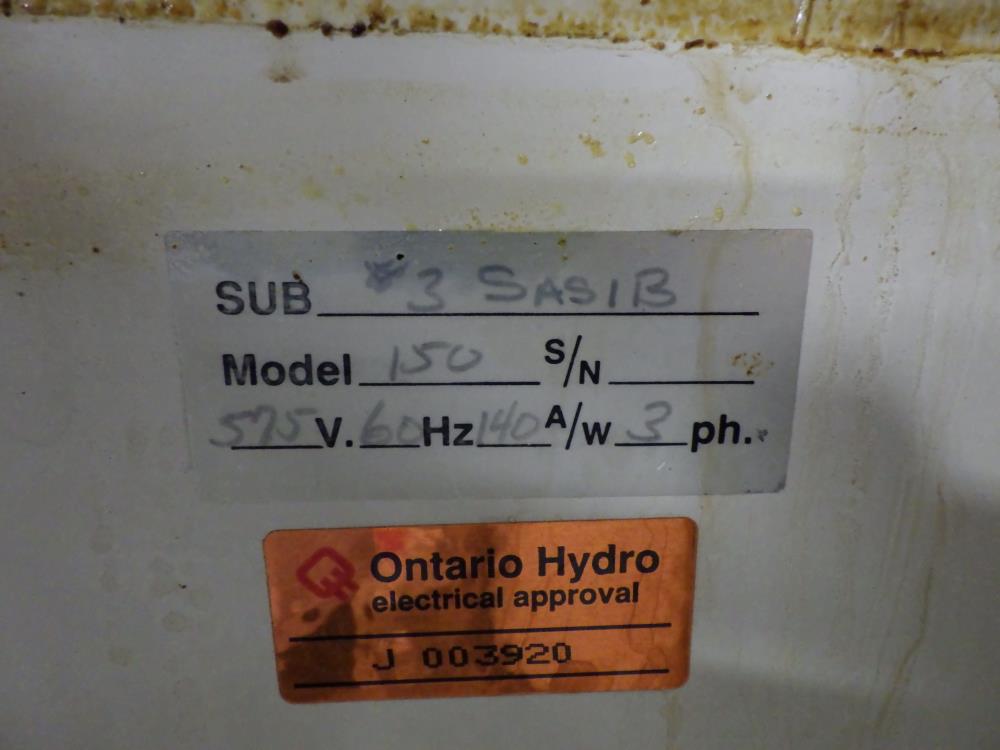 SUB #3 SASIB
Model 150 S/N
575 V. 60 Hz 140 A/W 3 ph.
Ontario Hydro
electrical approval
J 003920